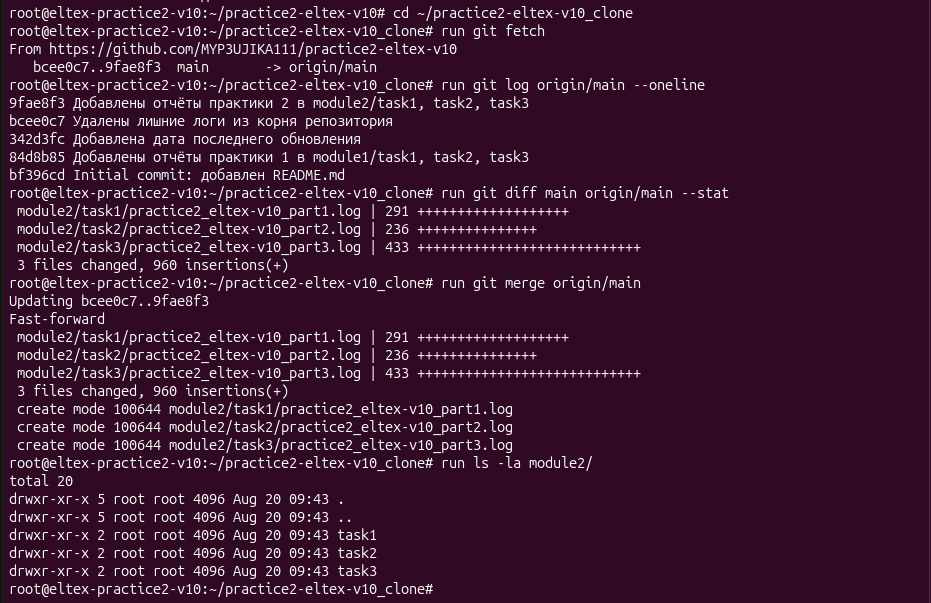 root@eltex-practice2-v10:~/practice2-eltex-v10# cd ~/practice2-eltex-v10_clone
root@eltex-practice2-v10:~/practice2-eltex-v10_clone# run git fetch
From https://github.com/MYP3UJIKA111/practice2-eltex-v10
   bcee0c7..9fae8f3  main       -> origin/main
root@eltex-practice2-v10:~/practice2-eltex-v10_clone# run git log origin/main --oneline
9fae8f3 Добавлены отчёты практики 2 в module2/task1, task2, task3
bcee0c7 Удалены лишние логи из корня репозитория
342d3fc Добавлена дата последнего обновления
84d8b85 Добавлены отчёты практики 1 в module1/task1, task2, task3
bf396cd Initial commit: добавлен README.md
root@eltex-practice2-v10:~/practice2-eltex-v10_clone# run git diff main origin/main --stat
 module2/task1/practice2_eltex-v10_part1.log | 291 +++++++++++++++++++
 module2/task2/practice2_eltex-v10_part2.log | 236 +++++++++++++++
 module2/task3/practice2_eltex-v10_part3.log | 433 ++++++++++++++++++++++++++++
 3 files changed, 960 insertions(+)
root@eltex-practice2-v10:~/practice2-eltex-v10_clone# run git merge origin/main
Updating bcee0c7..9fae8f3
Fast-forward
 module2/task1/practice2_eltex-v10_part1.log | 291 +++++++++++++++++++
 module2/task2/practice2_eltex-v10_part2.log | 236 +++++++++++++++
 module2/task3/practice2_eltex-v10_part3.log | 433 ++++++++++++++++++++++++++++
 3 files changed, 960 insertions(+)
 create mode 100644 module2/task1/practice2_eltex-v10_part1.log
 create mode 100644 module2/task2/practice2_eltex-v10_part2.log
 create mode 100644 module2/task3/practice2_eltex-v10_part3.log
root@eltex-practice2-v10:~/practice2-eltex-v10_clone# run ls -la module2/
total 20
drwxr-xr-x 5 root root 4096 Aug 20 09:43 .
drwxr-xr-x 5 root root 4096 Aug 20 09:43 ..
drwxr-xr-x 2 root root 4096 Aug 20 09:43 task1
drwxr-xr-x 2 root root 4096 Aug 20 09:43 task2
drwxr-xr-x 2 root root 4096 Aug 20 09:43 task3
root@eltex-practice2-v10:~/practice2-eltex-v10_clone#